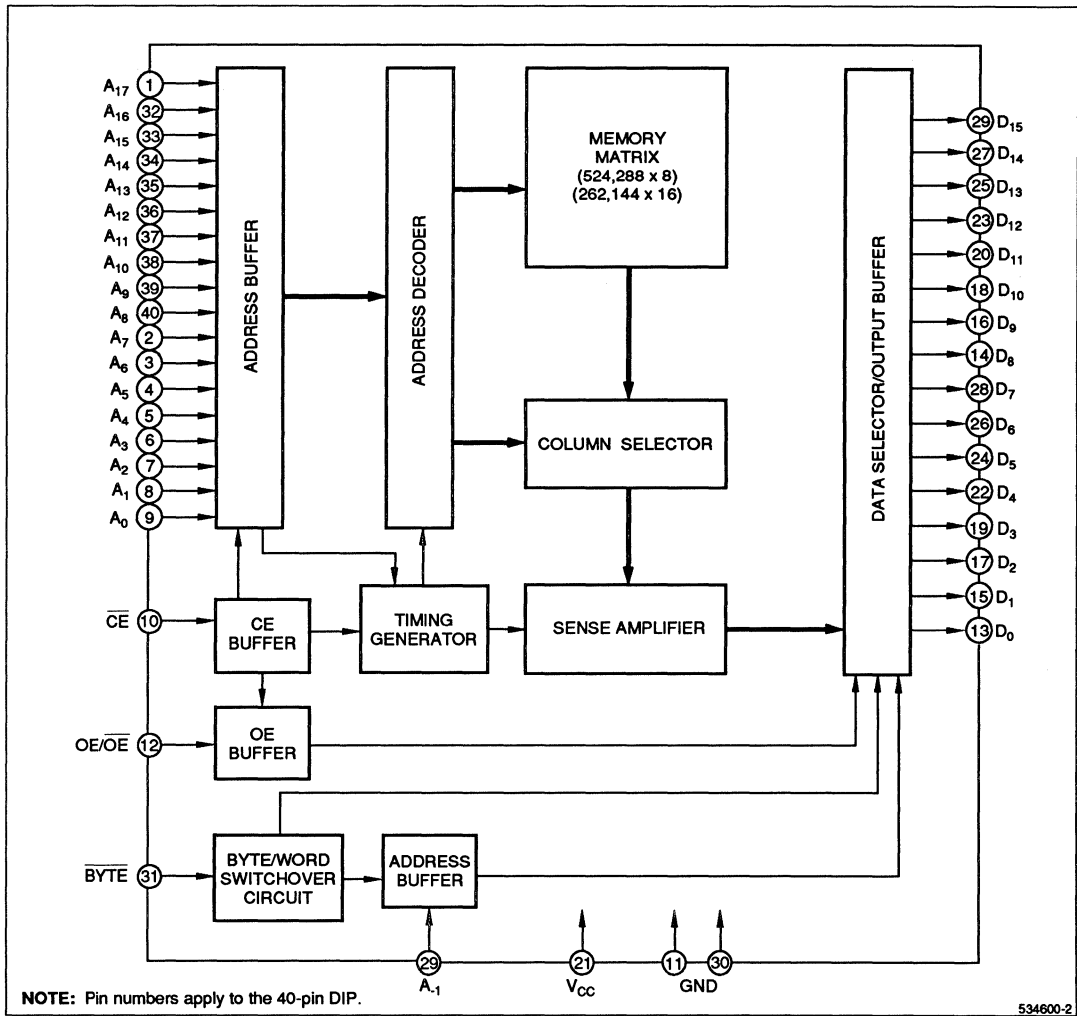 A17 1
A16 32
A15 33
A14 34
A13 35
A12 36
A11 37
A10 38
A9 39
A8 40
A7 2
A6 3
A5 4
A4 5
A3 6
A2 7
A1 8
A0 9
ADDRESS BUFFER
ADDRESS DECODER
MEMORY
MATRIX
(524,288 x 8)
(262,144 x 16)
COLUMN SELECTOR
SENSE AMPLIFIER
DATA SELECTOR/OUTPUT BUFFER
29 D15
27 D14
25 D13
23 D12
20 D11
18 D10
16 D9
14 D8
28 D7
26 D6
24 D5
22 D4
19 D3
17 D2
15 D1
13 D0
C̅E̅ 10
CE
BUFFER
TIMING
GENERATOR
OE/O̅E̅ 12
OE
BUFFER
B̅Y̅T̅E̅ 31
BYTE/WORD
SWITCHOVER
CIRCUIT
ADDRESS
BUFFER
29
A-1
21
VCC
11 30
GND
NOTE: Pin numbers apply to the 40-pin DIP.
534600-2